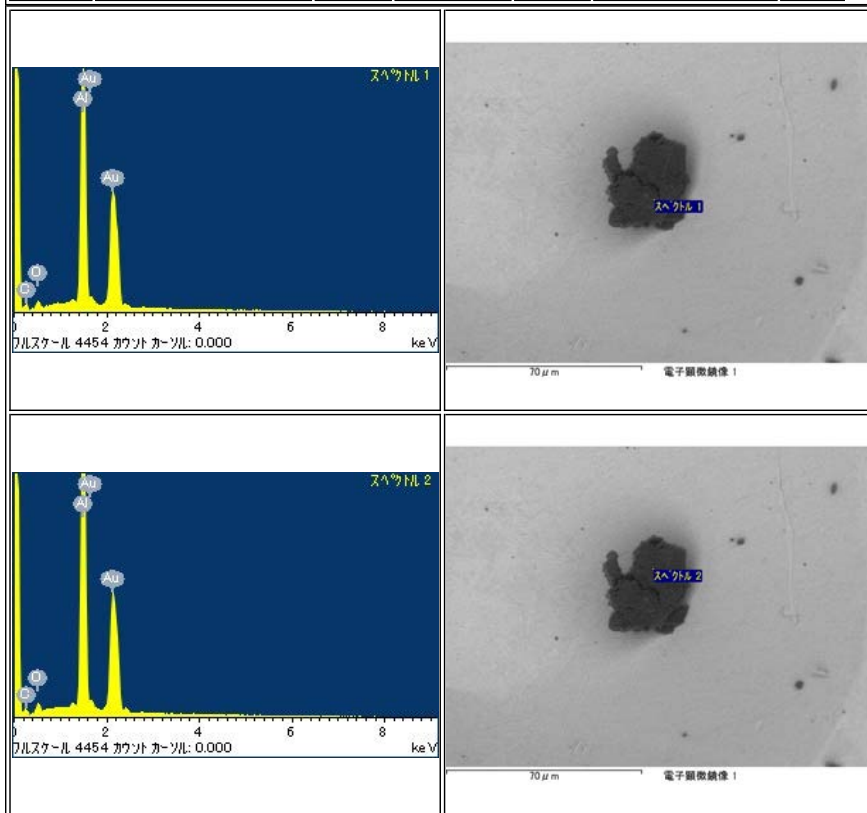 スペクトル 1
Au
Al
Au
O
C
0 2 4 6 8
フルスケール 4454 カウント カーソル: 0.000 keV
スペクトル 1
70μm 電子顕微鏡像 1
スペクトル 2
Au
Al
Au
O
C
0 2 4 6 8
フルスケール 4454 カウント カーソル: 0.000 keV
スペクトル 2
70μm 電子顕微鏡像 1